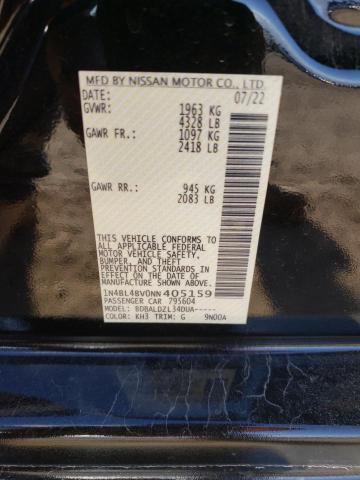 MFD BY NISSAN MOTOR CO., LTD
DATE: 07/22
GVWR: 1963 KG
4328 LB
GAWR FR: 1097 KG
2418 LB
GAWR RR: 945 KG
2083 LB
THIS VEHICLE CONFORMS TO
ALL APPLICABLE FEDERAL
MOTOR VEHICLE SAFETY,
BUMPER, AND THEFT
PREVENTION STANDARDS IN
EFFECT ON THE DATE OF
MANUFACTURE SHOWN ABOVE.
1N4BL4BV0NN405159
PASSENGER CAR 795604
MODEL: BDBALDZL34DUA-----
COLOR: KH3 TRIM: G 9N00A